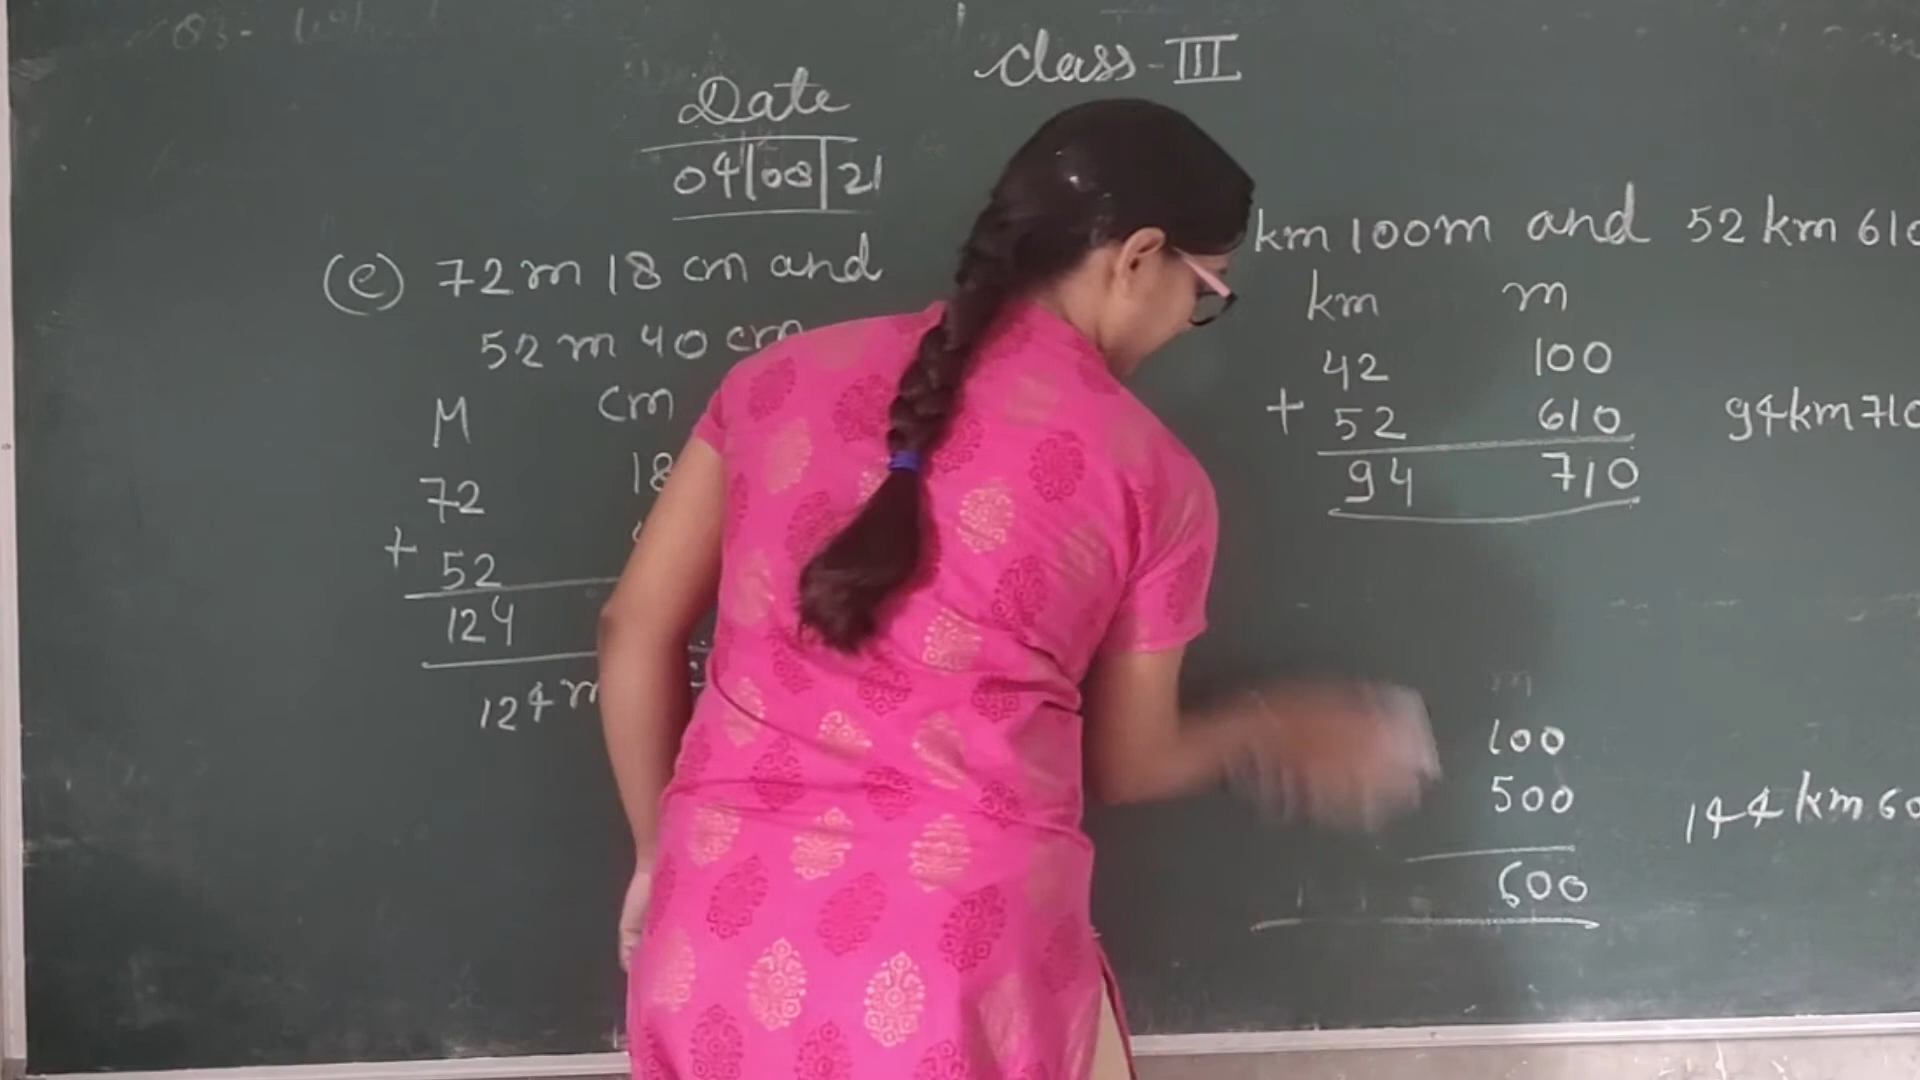 Class - III
Date
04/08/21
(e) 72 m 18 cm and
52 m 40 cm
M cm
72 18
+ 52
124
124 m
km 100 m and 52 km 610
km m
42 100
+ 52 610
94 710
94 km 710
m
100
500
600
144 km 60